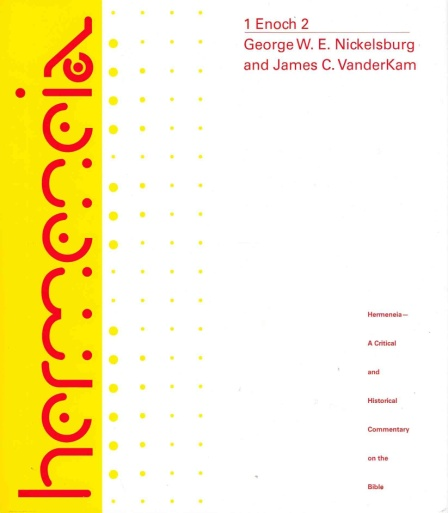 hermeneia
1 Enoch 2
George W. E. Nickelsburg
and James C. VanderKam
Hermeneia—
A Critical
and
Historical
Commentary
on the
Bible